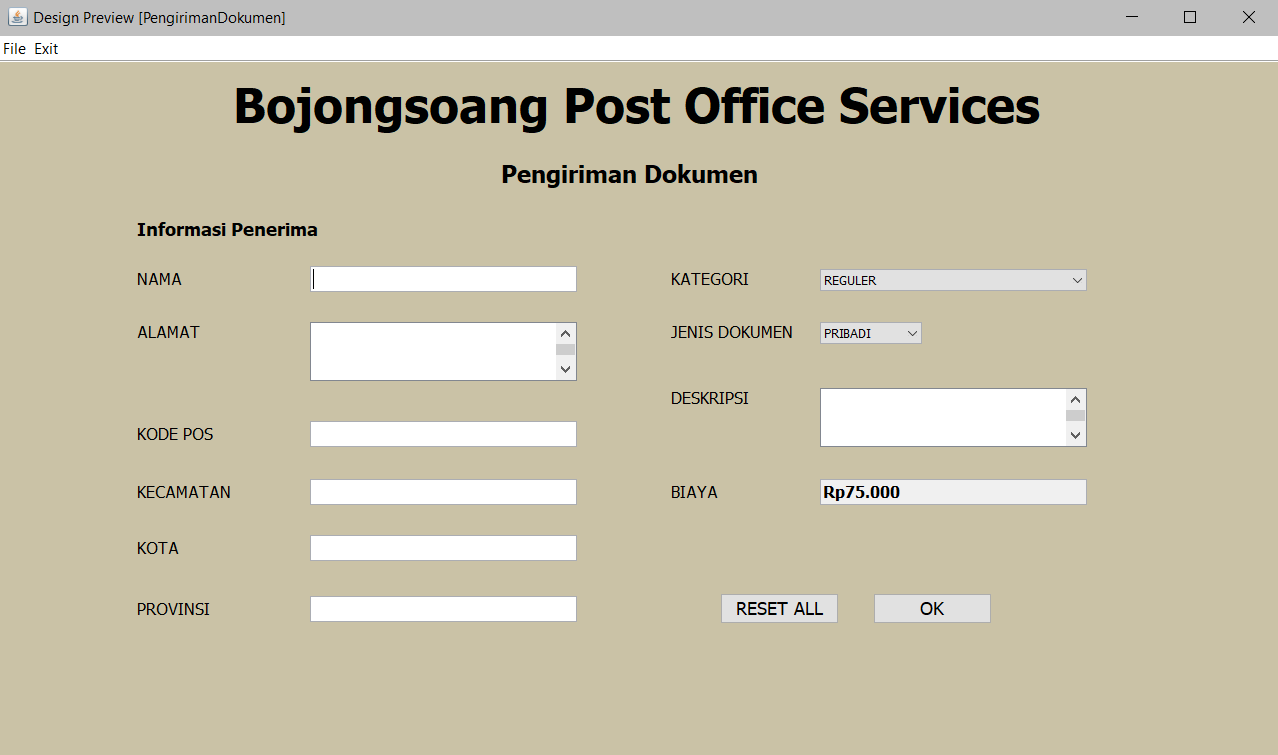 Design Preview [PengirimanDokumen]
File Exit
Bojongsoang Post Office Services
Pengiriman Dokumen
Informasi Penerima
NAMA
KATEGORI REGULER
ALAMAT
JENIS DOKUMEN PRIBADI
DESKRIPSI
KODE POS
KECAMATAN
BIAYA Rp75.000
KOTA
PROVINSI
RESET ALL OK